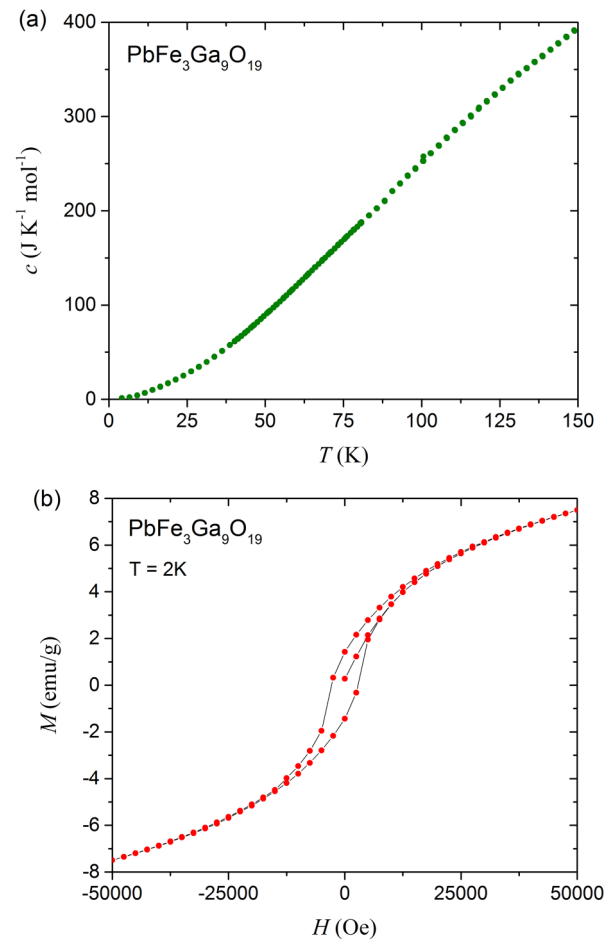 (a)
400
300
200
100
0
PbFe₃Ga₉O₁₉
c (J K⁻¹ mol⁻¹)
0 25 50 75 100 125 150
T (K)
(b)
8
6
4
2
0
-2
-4
-6
-8
PbFe₃Ga₉O₁₉
T = 2K
M (emu/g)
-50000 -25000 0 25000 50000
H (Oe)